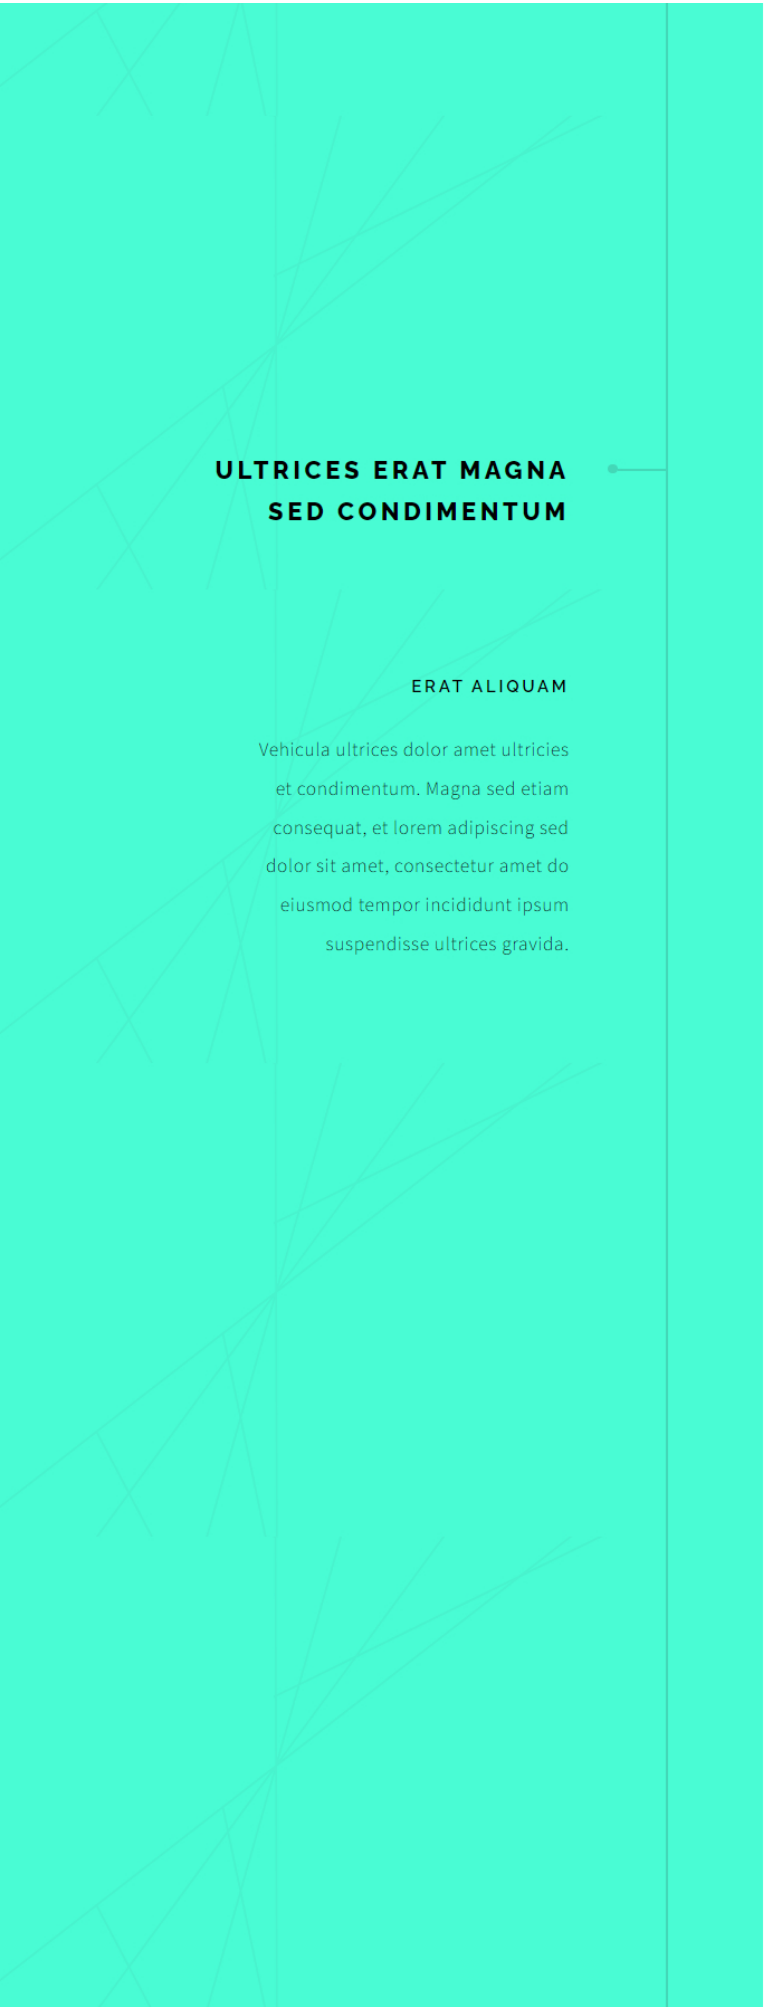 ULTRICES ERAT MAGNA
SED CONDIMENTUM
ERAT ALIQUAM
Vehicula ultrices dolor amet ultricies
et condimentum. Magna sed etiam
consequat, et lorem adipiscing sed
dolor sit amet, consectetur amet do
eiusmod tempor incididunt ipsum
suspendisse ultrices gravida.